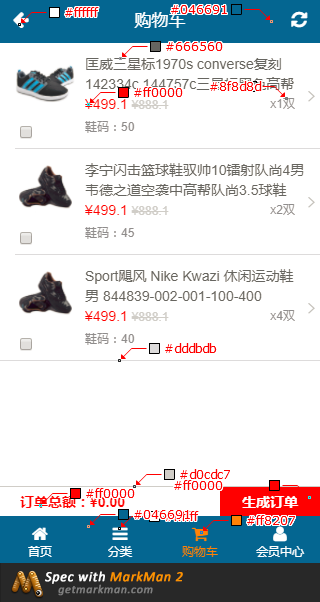 #ffffff
购物车
#046691
#666560
匡威三星标1970s converse复刻
142334c 144757c三星标黑色高帮
#ff0000
#8f8d8d
¥499.1 ¥888.1 x1双
鞋码：50
李宁闪击篮球鞋驭帅10镭射队尚4男
韦德之道空袭中高帮队尚3.5球鞋
¥499.1 ¥888.1 x2双
鞋码：45
Sport飓风 Nike Kwazi 休闲运动鞋
男 844839-002-001-100-400
¥499.1 ¥888.1 x4双
鞋码：40
#dddbdb
#d0cdc7
#ff0000
#ff0000
订单总额：¥0.00 生成订单
#046691
#ff8207
首页 分类 购物车 会员中心
Spec with MarkMan 2
getmarkman.com